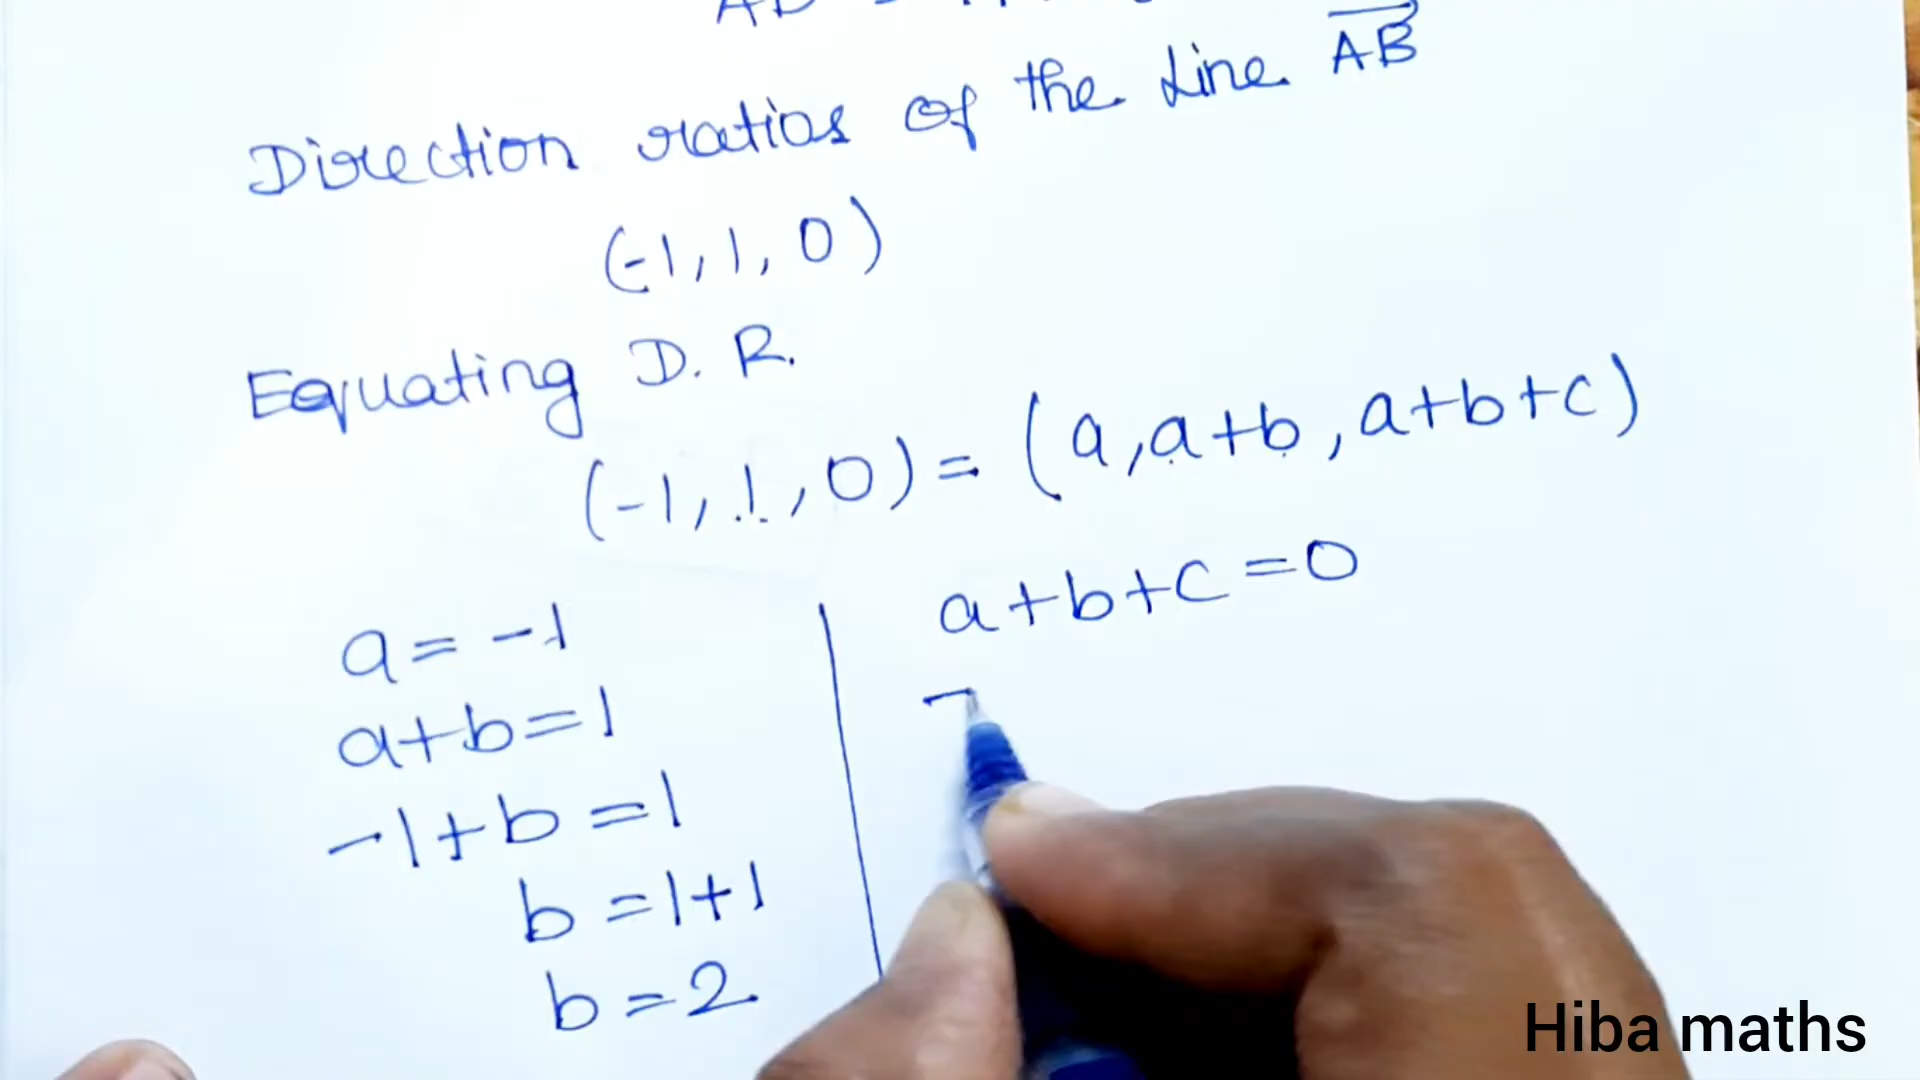 Direction ratios of the Line AB
(-1, 1, 0)
Equating D. R.
(-1, 1, 0) = (a, a+b, a+b+c)
a = -1
a+b=1
-1+b=1
b=1+1
b=2
a+b+c=0
Hiba maths